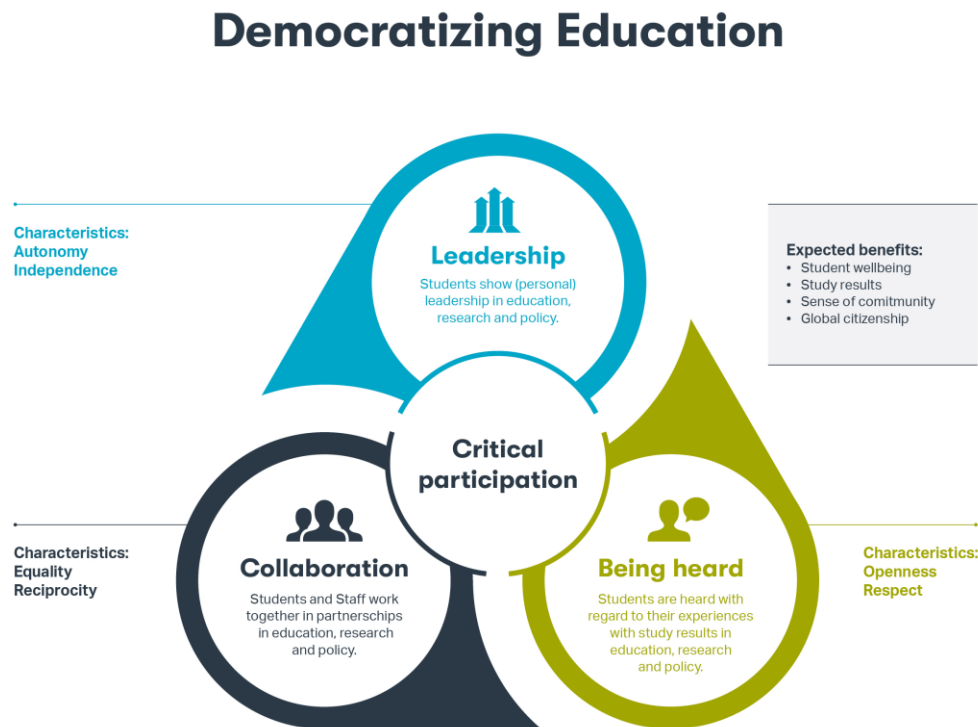 Democratizing Education
Characteristics:
Autonomy
Independence
Leadership
Students show (personal)
leadership in education,
research and policy.
Expected benefits:
• Student wellbeing
• Study results
• Sense of comitmunity
• Global citizenship
Critical
participation
Characteristics:
Equality
Reciprocity
Collaboration
Students and Staff work
together in partnerships
in education, research
and policy.
Being heard
Students are heard with
regard to their experiences
with study results in
education, research
and policy.
Characteristics:
Openness
Respect